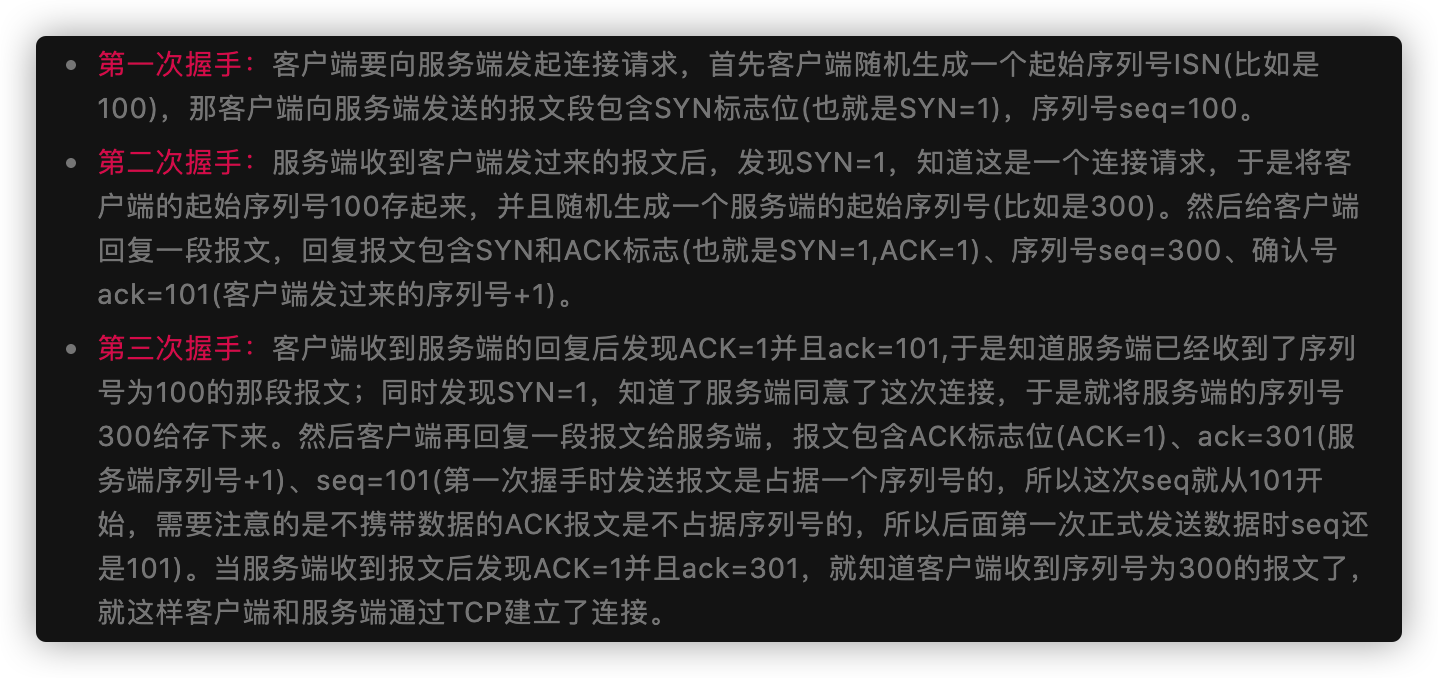 第一次握手：客户端要向服务端发起连接请求，首先客户端随机生成一个起始序列号ISN(比如是
100)，那客户端向服务端发送的报文段包含SYN标志位(也就是SYN=1)，序列号seq=100。
第二次握手：服务端收到客户端发过来的报文后，发现SYN=1，知道这是一个连接请求，于是将客
户端的起始序列号100存起来，并且随机生成一个服务端的起始序列号(比如是300)。然后给客户端
回复一段报文，回复报文包含SYN和ACK标志(也就是SYN=1,ACK=1)、序列号seq=300、确认号
ack=101(客户端发过来的序列号+1)。
第三次握手：客户端收到服务端的回复后发现ACK=1并且ack=101,于是知道服务端已经收到了序列
号为100的那段报文；同时发现SYN=1，知道了服务端同意了这次连接，于是就将服务端的序列号
300给存下来。然后客户端再回复一段报文给服务端，报文包含ACK标志位(ACK=1)、ack=301(服
务端序列号+1)、seq=101(第一次握手时发送报文是占据一个序列号的，所以这次seq就从101开
始，需要注意的是不携带数据的ACK报文是不占据序列号的，所以后面第一次正式发送数据时seq还
是101)。当服务端收到报文后发现ACK=1并且ack=301，就知道客户端收到序列号为300的报文了，
就这样客户端和服务端通过TCP建立了连接。